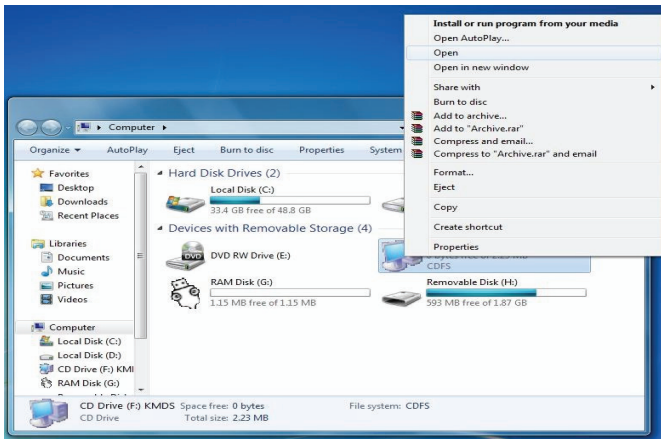 Install or run program from your media
Open AutoPlay...
Open
Open in new window
Share with
Burn to disc
Add to archive...
Add to "Archive.rar"
Compress and email...
Compress to "Archive.rar" and email
Format...
Eject
Copy
Create shortcut
Properties
Computer
Organize AutoPlay Eject Burn to disc Properties System
Favorites
Desktop
Downloads
Recent Places
Libraries
Documents
Music
Pictures
Videos
Computer
Local Disk (C:)
Local Disk (D:)
CD Drive (F:) KMI
RAM Disk (G:)
Hard Disk Drives (2)
Local Disk (C:)
33.4 GB free of 48.8 GB
Devices with Removable Storage (4)
DVD RW Drive (E:)
DVD
CDFS
RAM Disk (G:)
1.15 MB free of 1.15 MB
Removable Disk (H:)
593 MB free of 1.87 GB
CD Drive (F:) KMDS Space free: 0 bytes File system: CDFS
CD Drive Total size: 2.23 MB